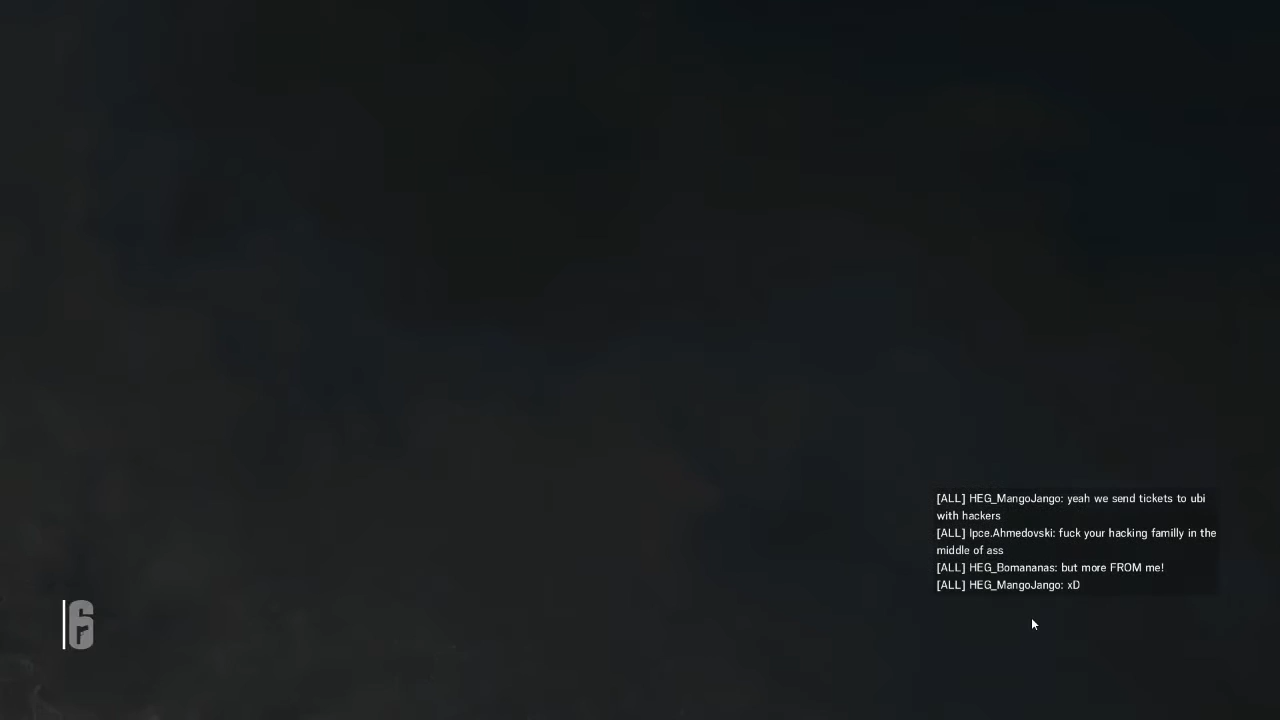 [ALL] HEG_MangoJango: yeah we send tickets to ubi
with hackers
[ALL] Ipce.Ahmedovski: fuck your hacking familly in the
middle of ass
[ALL] HEG_Bomananas: but more FROM me!
[ALL] HEG_MangoJango: xD
6